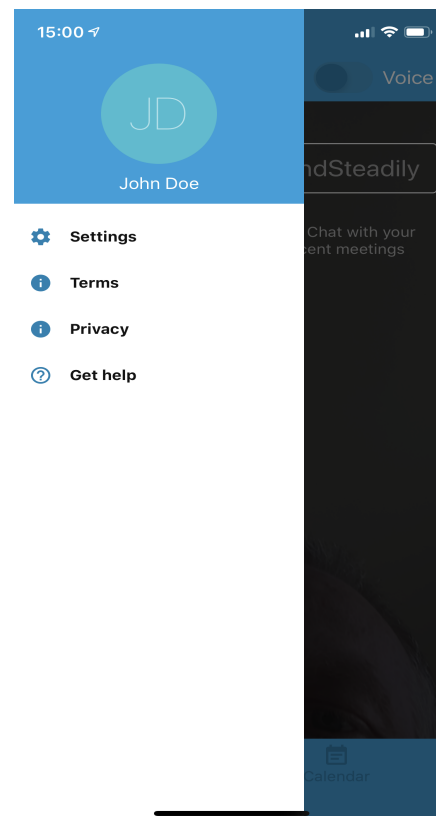 15:00
Voice
JD
John Doe
ndSteadily
Chat with your
cent meetings
Settings
Terms
Privacy
Get help
Calendar